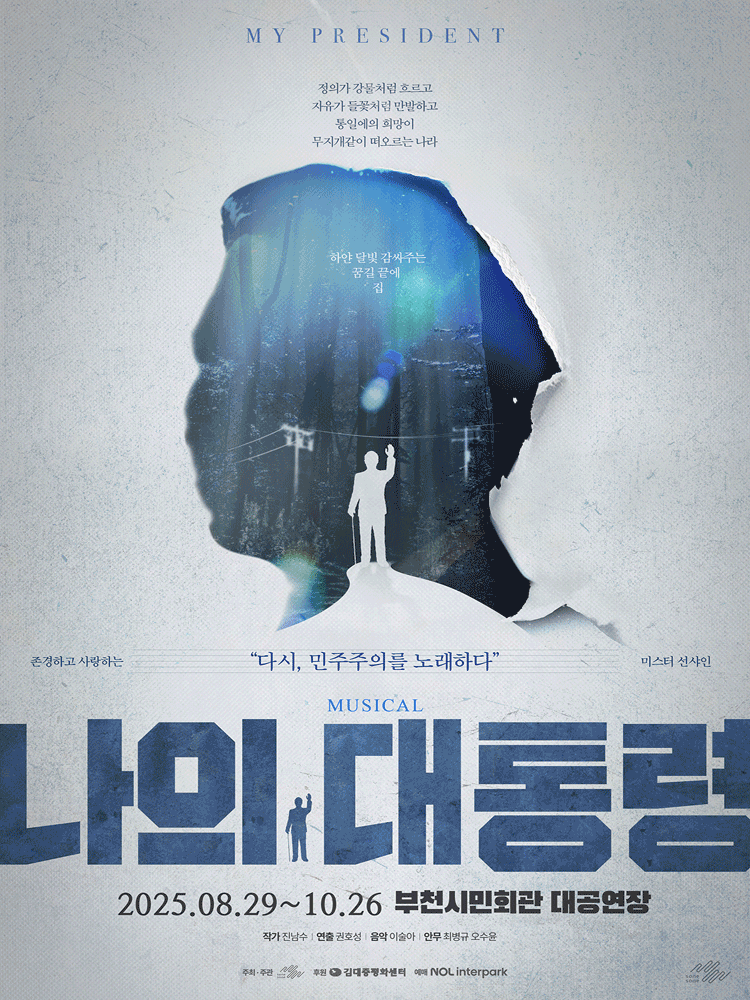 MY PRESIDENT
정의가 강물처럼 흐르고
자유가 들꽃처럼 만발하고
통일에의 희망이
무지개같이 떠오르는 나라
하얀 달빛 감싸주는
꿈길 끝에
집
존경하고 사랑하는 “다시, 민주주의를 노래하다” 미스터 선샤인
MUSICAL
나의 대통령
2025.08.29~10.26 부천시민회관 대공연장
작가 진남수 | 연출 권호성 | 음악 이술아 | 안무 최병규 오수윤
주최·주관 후원 김대중평화센터 예매 NOL interpark